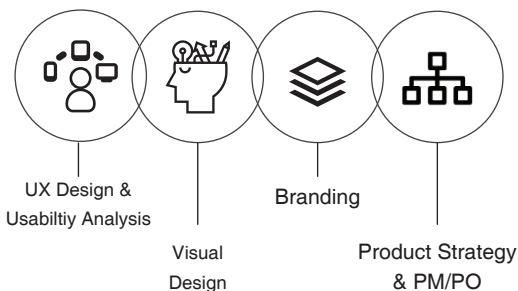 UX Design &
Usabiltiy Analysis
Visual
Design
Branding
Product Strategy
& PM/PO